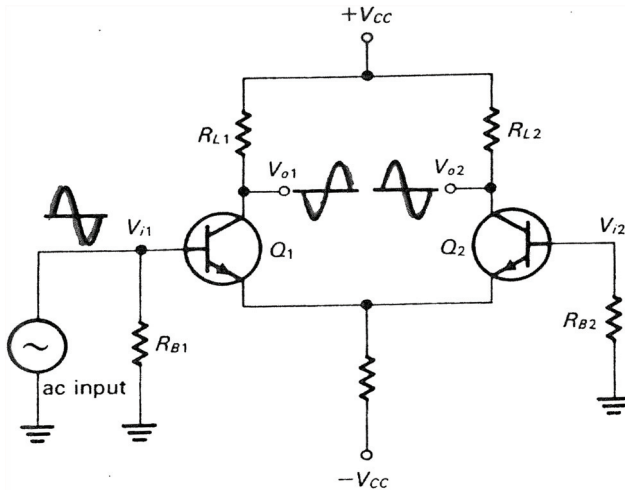 +VCC
RL1
RL2
Vo1
Vo2
Vi1
Q1
Q2
Vi2
RB1
RB2
ac input
−VCC